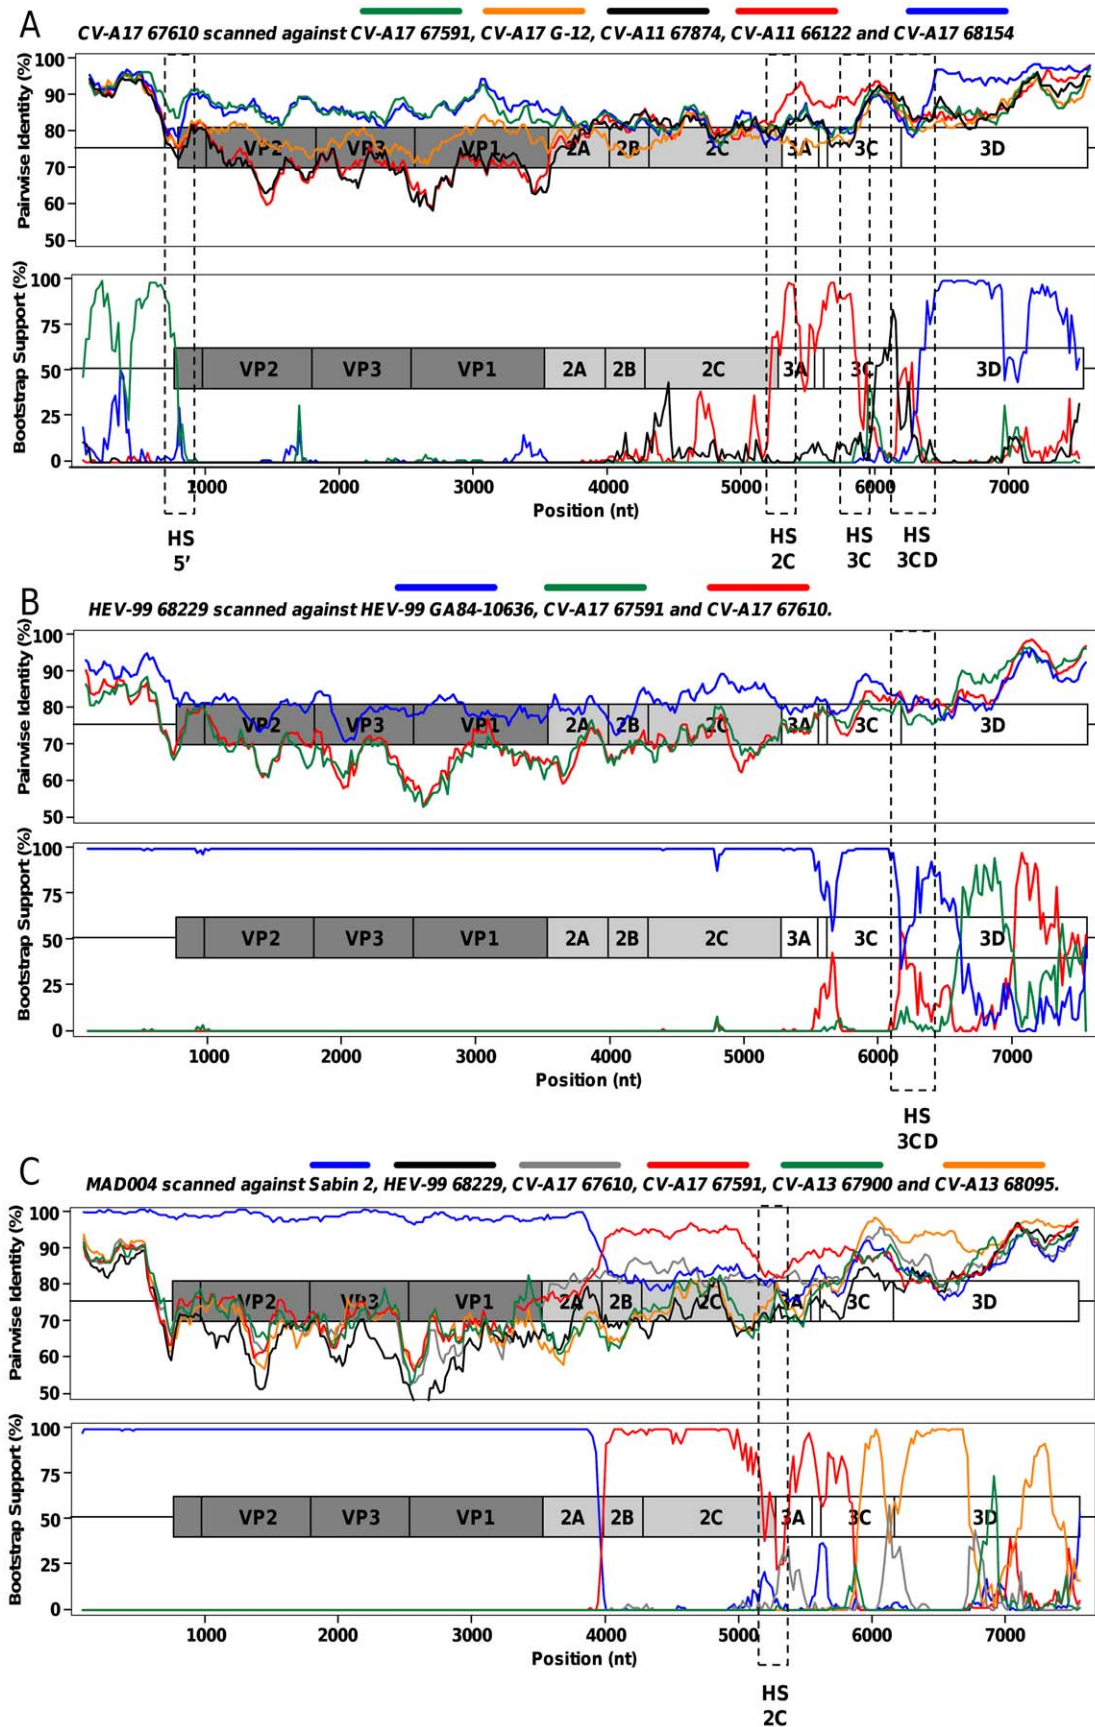 A
CV-A17 67610 scanned against CV-A17 67591, CV-A17 G-12, CV-A11 67874, CV-A11 66122 and CV-A17 68154
Pairwise Identity (%)
100
90
80
70
60
50
VP2 VP3 VP1 2A 2B 2C 3A 3C 3D
Bootstrap Support (%)
100
75
50
25
0
VP2 VP3 VP1 2A 2B 2C 3A 3C 3D
1000 2000 3000 4000 5000 6000 7000
Position (nt)
HS 5’
HS 2C
HS 3C
HS 3CD
B
HEV-99 68229 scanned against HEV-99 GA84-10636, CV-A17 67591 and CV-A17 67610.
Pairwise Identity (%)
100
90
80
70
60
50
VP2 VP3 VP1 2A 2B 2C 3A 3C 3D
Bootstrap Support (%)
100
75
50
25
0
VP2 VP3 VP1 2A 2B 2C 3A 3C 3D
1000 2000 3000 4000 5000 6000 7000
Position (nt)
HS
3CD
C
MAD004 scanned against Sabin 2, HEV-99 68229, CV-A17 67610, CV-A17 67591, CV-A13 67900 and CV-A13 68095.
Pairwise Identity (%)
100
90
80
70
60
50
VP2 VP3 VP1 2A 2B 2C 3A 3C 3D
Bootstrap Support (%)
100
75
50
25
0
VP2 VP3 VP1 2A 2B 2C 3A 3C 3D
1000 2000 3000 4000 5000 6000 7000
Position (nt)
HS
2C